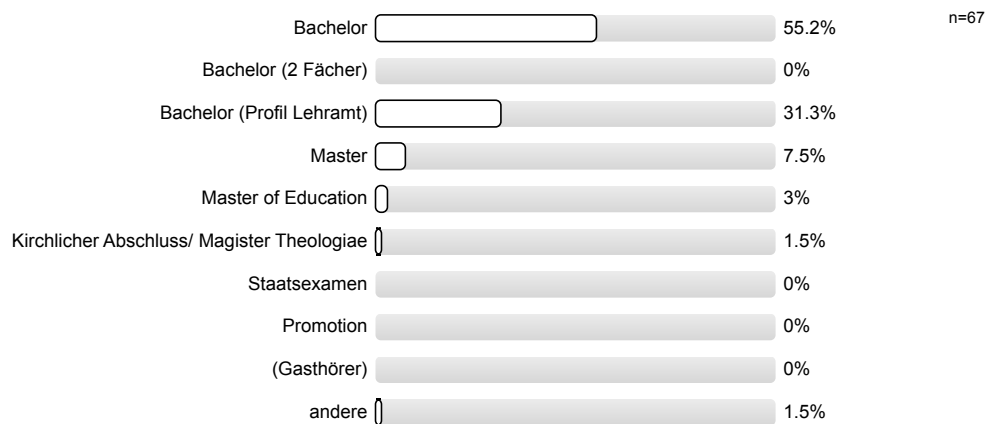 n=67
Bachelor 55.2%
Bachelor (2 Fächer) 0%
Bachelor (Profil Lehramt) 31.3%
Master 7.5%
Master of Education 3%
Kirchlicher Abschluss/ Magister Theologiae 1.5%
Staatsexamen 0%
Promotion 0%
(Gasthörer) 0%
andere 1.5%